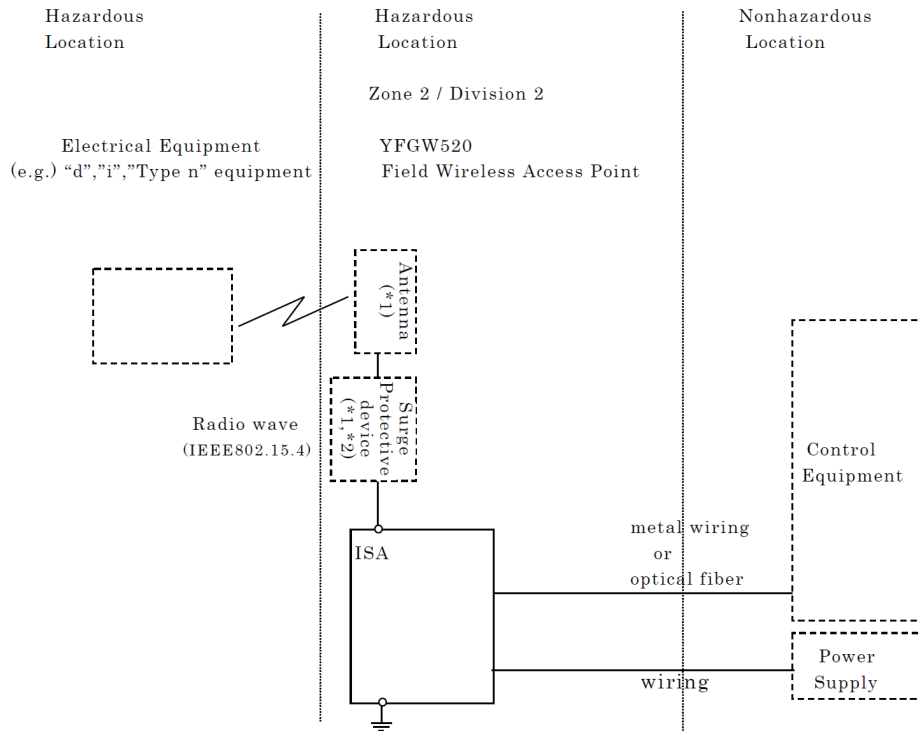 Hazardous
Location
Hazardous
Location
Nonhazardous
Location
Zone 2 / Division 2
Electrical Equipment
(e.g.) “d”,”i”,”Type n” equipment
YFGW520
Field Wireless Access Point
Antenna
(*1)
Surge
Protective
device
(*1,*2)
Radio wave
(IEEE802.15.4)
Control
Equipment
metal wiring
or
optical fiber
ISA
wiring
Power
Supply